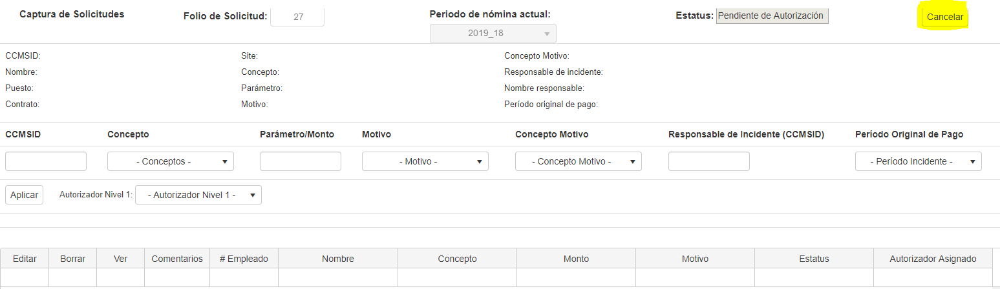 Captura de Solicitudes Folio de Solicitud: 27 Periodo de nómina actual: Estatus: Pendiente de Autorización Cancelar
2019_18
CCMSID: Site: Concepto Motivo:
Nombre: Concepto: Responsable de incidente:
Puesto: Parámetro: Nombre responsable:
Contrato: Motivo: Período original de pago:
CCMSID Concepto Parámetro/Monto Motivo Concepto Motivo Responsable de Incidente (CCMSID) Período Original de Pago
- Conceptos - - Motivo - - Concepto Motivo - - Período Incidente -
Aplicar Autorizador Nivel 1: - Autorizador Nivel 1 -
Editar Borrar Ver Comentarios # Empleado Nombre Concepto Monto Motivo Estatus Autorizador Asignado